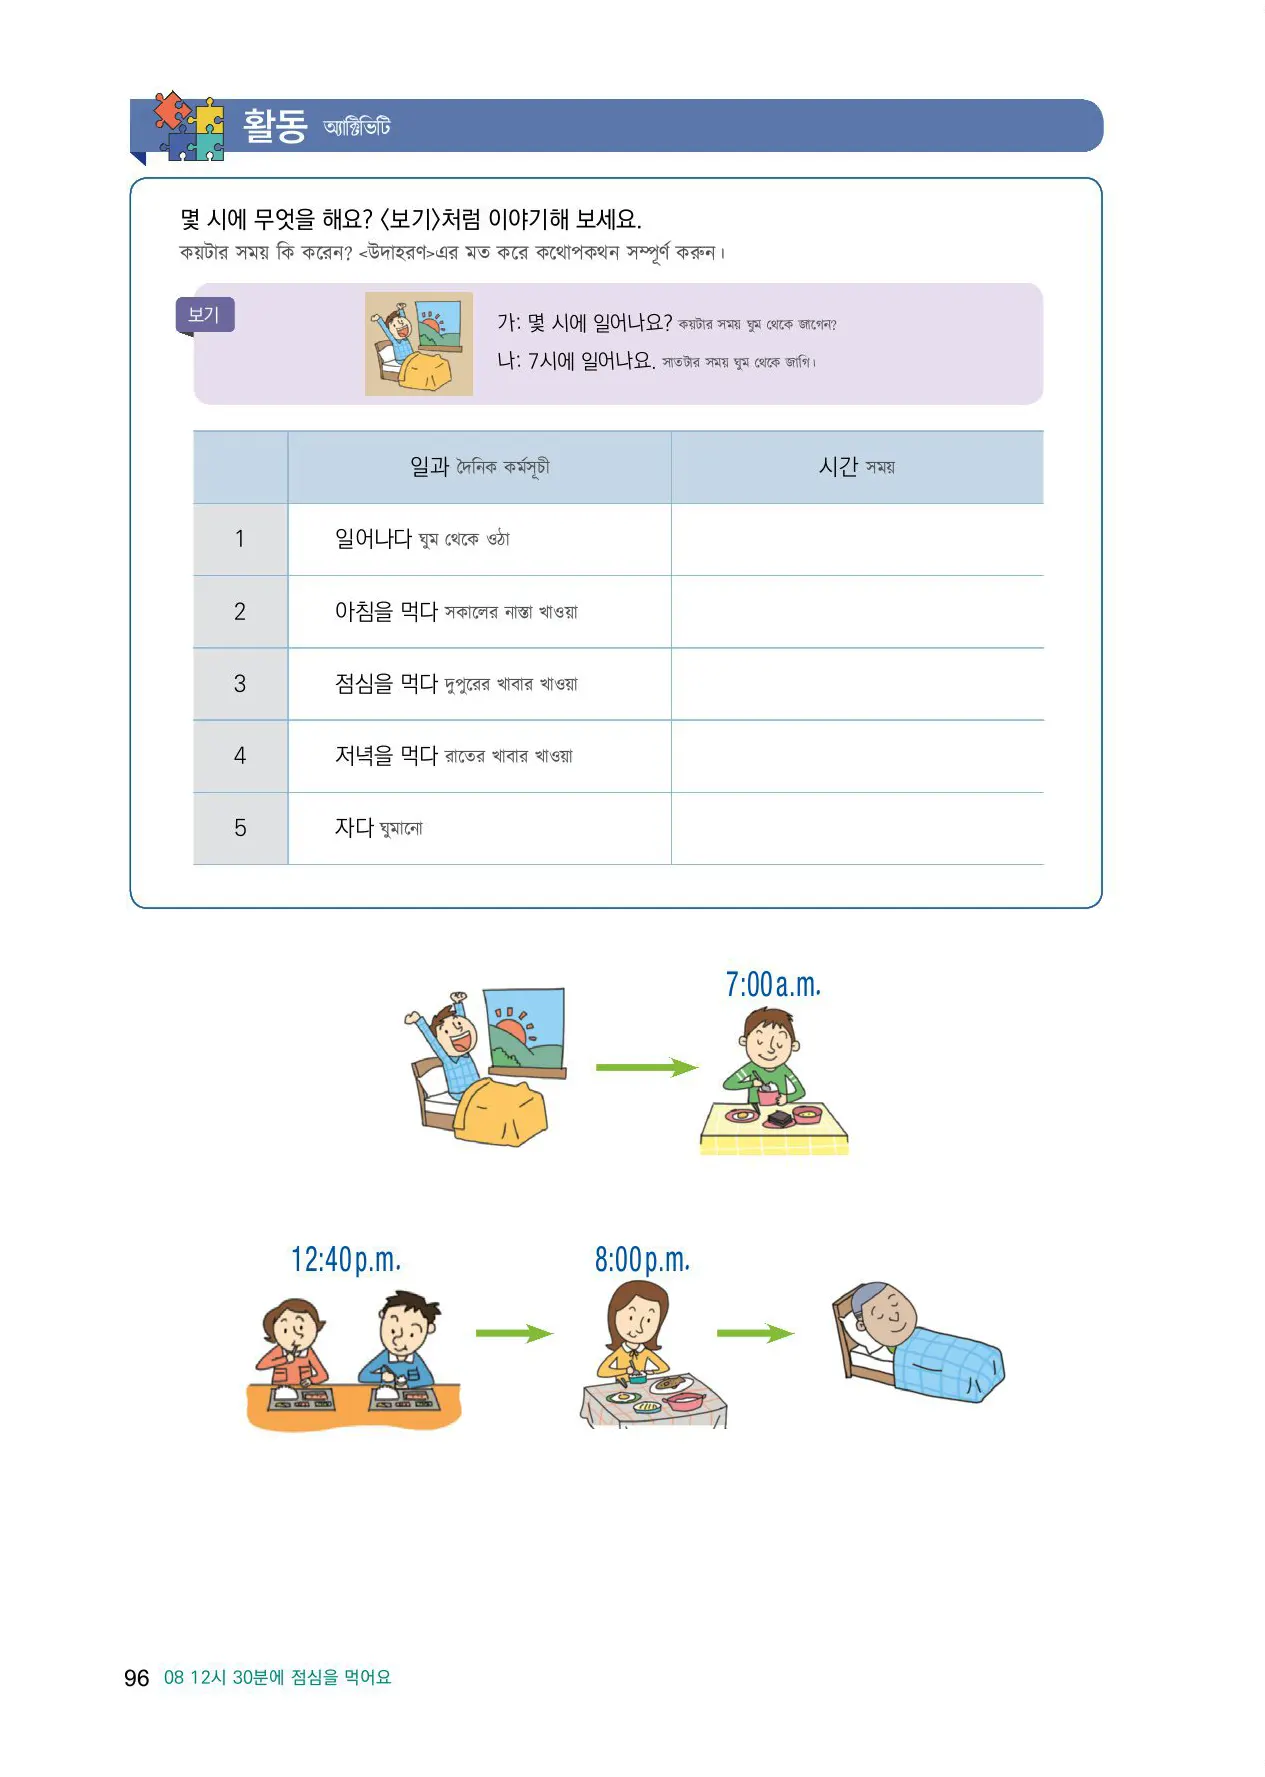 활동 অ্যাক্টিভিটি
몇 시에 무엇을 해요? 〈보기〉처럼 이야기해 보세요.
কয়টার সময় কি করেন? <উদাহরণ>এর মত করে কথোপকথন সম্পূর্ণ করুন।
보기
가: 몇 시에 일어나요? কয়টার সময় ঘুম থেকে জাগেন?
나: 7시에 일어나요. সাতটার সময় ঘুম থেকে জাগি।
일과 দৈনিক কর্মসূচী 시간 সময়
1 일어나다 ঘুম থেকে ওঠা
2 아침을 먹다 সকালের নাস্তা খাওয়া
3 점심을 먹다 দুপুরের খাবার খাওয়া
4 저녁을 먹다 রাতের খাবার খাওয়া
5 자다 ঘুমানো
7:00 a.m.
12:40 p.m. 8:00 p.m.
96 08 12시 30분에 점심을 먹어요